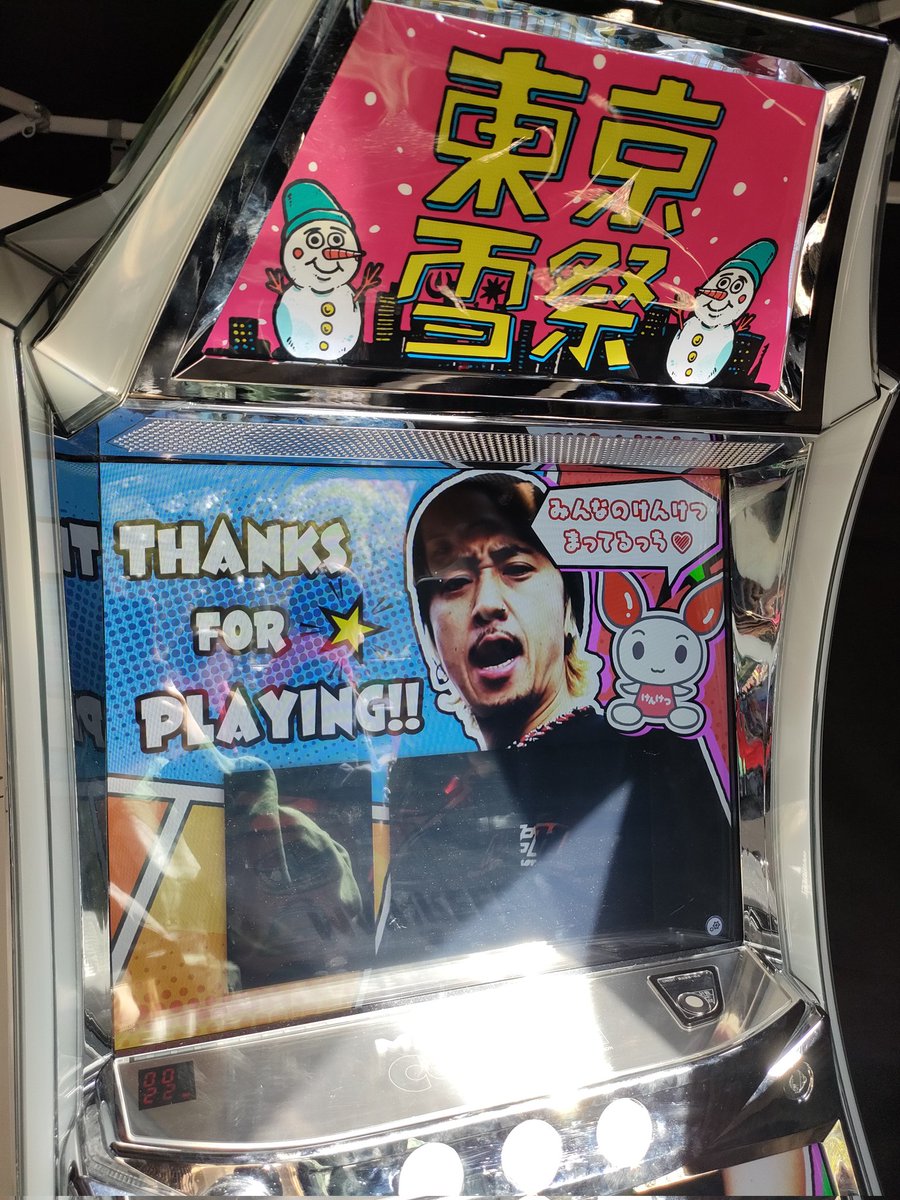 東京
雪祭
THANKS
FOR
PLAYING!!
みんなのけんけつ
まってるっち♥
けんけつ